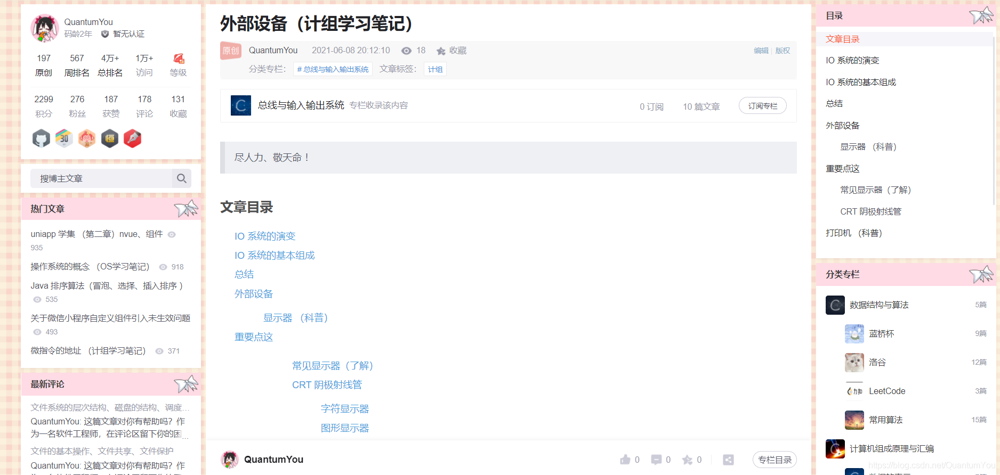 QuantumYou
码龄2年 暂无认证
197 567 4万+ 1万+
原创 周排名 总排名 访问 等级
2299 276 187 178 131
积分 粉丝 获赞 评论 收藏
30
搜博主文章
热门文章
uniapp 学集 （第二章）nvue、组件
935
操作系统的概念 （OS学习笔记） 918
Java 排序算法（冒泡、选择、插入排序 ）
535
关于微信小程序自定义组件引入未生效问题
493
微指令的地址 （计组学习笔记） 371
最新评论
文件系统的层次结构、磁盘的结构、调度...
QuantumYou: 这篇文章对你有帮助吗？作
为一名软件工程师，在评论区留下你的困...
文件的基本操作、文件共享、文件保护
QuantumYou: 这篇文章对你有帮助吗？作
外部设备（计组学习笔记）
原创 QuantumYou 2021-06-08 20:12:10 18 收藏 编辑 版权
分类专栏： # 总线与输入输出系统 文章标签： 计组
总线与输入输出系统 专栏收录该内容 0 订阅 10 篇文章 订阅专栏
尽人力、敬天命！
文章目录
IO 系统的演变
IO 系统的基本组成
总结
外部设备
显示器 （科普）
重要点这
常见显示器（了解）
CRT 阴极射线管
字符显示器
图形显示器
QuantumYou 0 0 0 专栏目录
目录
文章目录
IO 系统的演变
IO 系统的基本组成
总结
外部设备
显示器 （科普）
重要点这
常见显示器（了解）
CRT 阴极射线管
打印机 （科普）
分类专栏
数据结构与算法 5篇
蓝桥杯 9篇
洛谷 12篇
力扣 LeetCode 3篇
常用算法 15篇
计算机组成原理与汇编
https://blog.csdn.net/QuantumYou